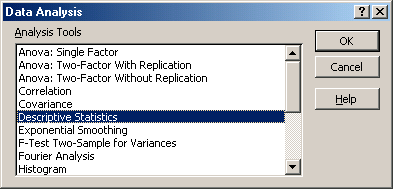 Data Analysis
Analysis Tools
Anova: Single Factor
Anova: Two-Factor With Replication
Anova: Two-Factor Without Replication
Correlation
Covariance
Descriptive Statistics
Exponential Smoothing
F-Test Two-Sample for Variances
Fourier Analysis
Histogram
OK
Cancel
Help